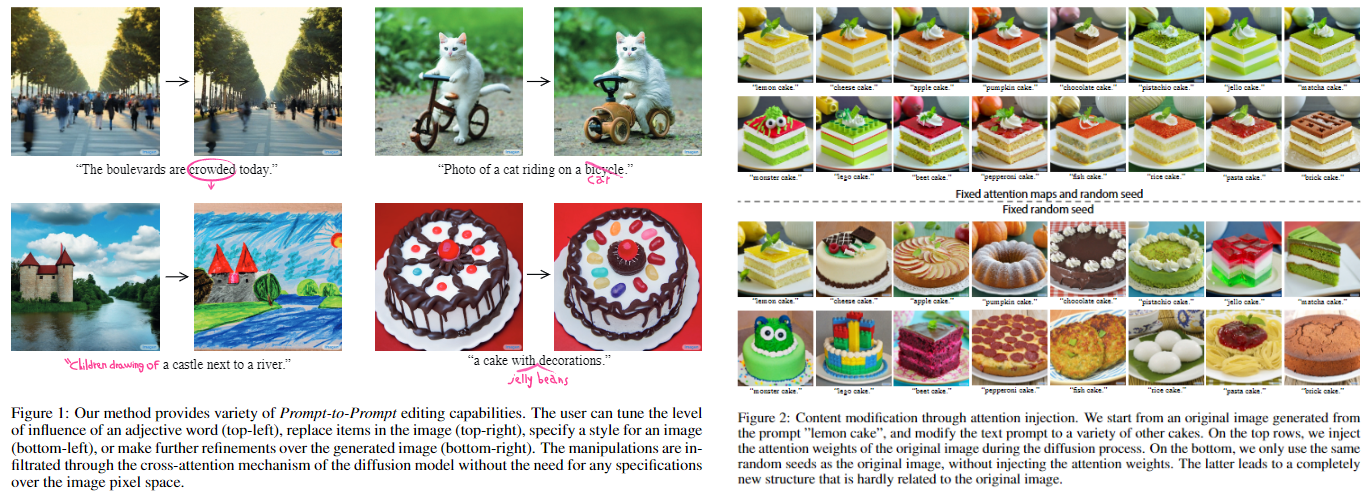 "The boulevards are crowded today."
"Photo of a cat riding on a bicycle."
car
"Children drawing of a castle next to a river."
"a cake with decorations."
jelly beans
Figure 1: Our method provides variety of Prompt-to-Prompt editing capabilities. The user can tune the level
of influence of an adjective word (top-left), replace items in the image (top-right), specify a style for an image
(bottom-left), or make further refinements over the generated image (bottom-right). The manipulations are in-
filtrated through the cross-attention mechanism of the diffusion model without the need for any specifications
over the image pixel space.
"lemon cake." "cheese cake." "apple cake." "pumpkin cake." "chocolate cake." "pistachio cake." "jello cake." "matcha cake."
"monster cake." "lego cake." "beet cake." "pepperoni cake." "fish cake." "rice cake." "pasta cake." "brick cake."
Fixed attention maps and random seed
Fixed random seed
"lemon cake." "cheese cake." "apple cake." "pumpkin cake." "chocolate cake." "pistachio cake." "jello cake." "matcha cake."
"monster cake." "lego cake." "beet cake." "pepperoni cake." "fish cake." "rice cake." "pasta cake." "brick cake."
Figure 2: Content modification through attention injection. We start from an original image generated from
the prompt "lemon cake", and modify the text prompt to a variety of other cakes. On the top rows, we inject
the attention weights of the original image during the diffusion process. On the bottom, we only use the same
random seeds as the original image, without injecting the attention weights. The latter leads to a completely
new structure that is hardly related to the original image.